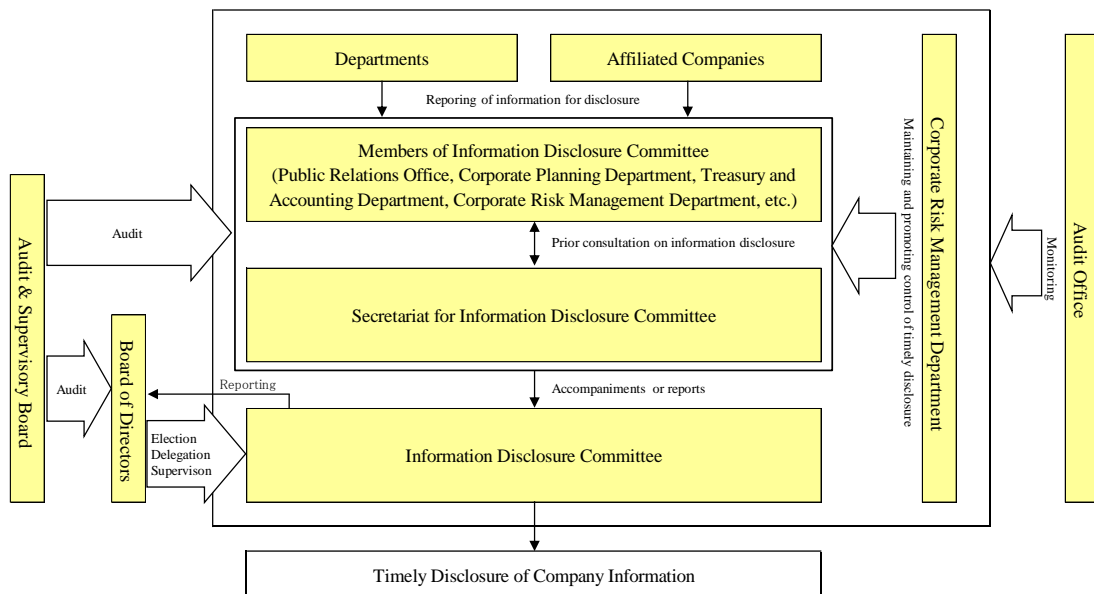 Departments
Affiliated Companies
Reporing of information for disclosure
Members of Information Disclosure Committee
(Public Relations Office, Corporate Planning Department, Treasury and
Accounting Department, Corporate Risk Management Department, etc.)
Prior consultation on information disclosure
Secretariat for Information Disclosure Committee
Accompaniments or reports
Information Disclosure Committee
Timely Disclosure of Company Information
Audit & Supervisory Board
Audit
Audit
Board of Directors
Reporting
Election
Delegation
Supervison
Maintaining and promoting control of timely disclosure
Corporate Risk Management Department
Monitoring
Audit Office